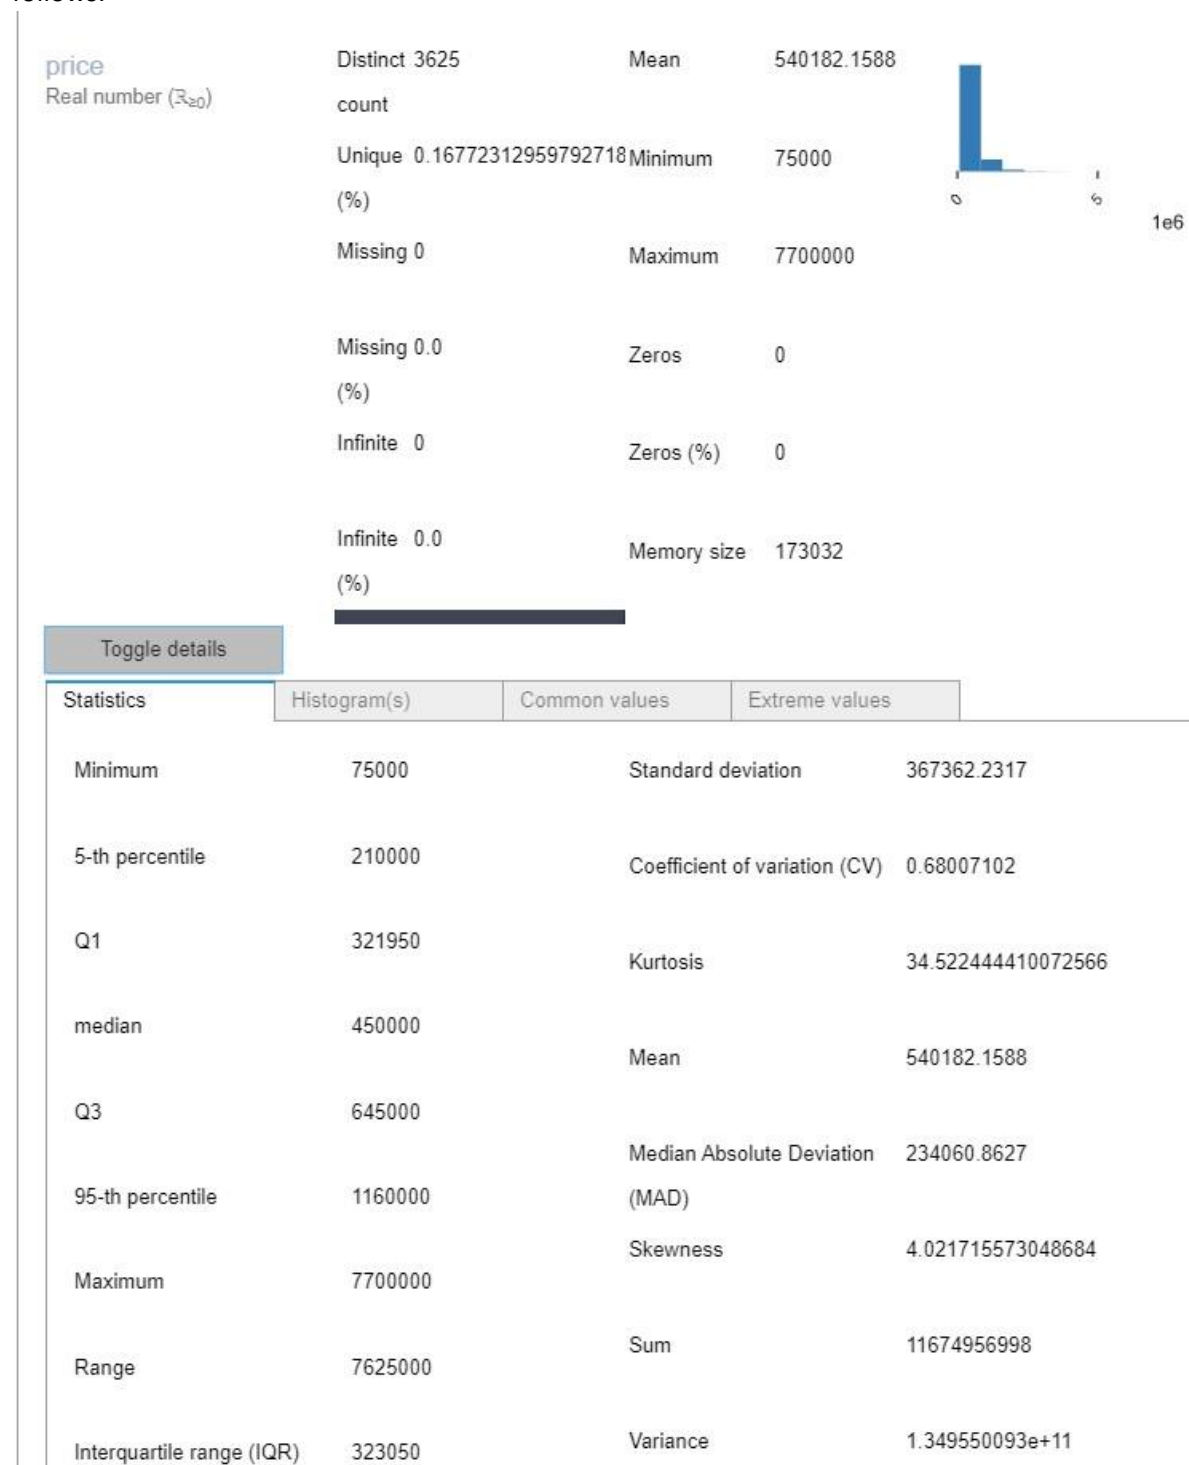 price
Real number (ℝ≥0)
Distinct 3625
count
Unique 0.16772312959792718
(%)
Missing 0
Missing 0.0
(%)
Infinite 0
Infinite 0.0
(%)
Mean 540182.1588
Minimum 75000
Maximum 7700000
Zeros 0
Zeros (%) 0
Memory size 173032
0 5
1e6
Toggle details
Statistics Histogram(s) Common values Extreme values
Minimum 75000
5-th percentile 210000
Q1 321950
median 450000
Q3 645000
95-th percentile 1160000
Maximum 7700000
Range 7625000
Interquartile range (IQR) 323050
Standard deviation 367362.2317
Coefficient of variation (CV) 0.68007102
Kurtosis 34.522444410072566
Mean 540182.1588
Median Absolute Deviation 234060.8627
(MAD)
Skewness 4.021715573048684
Sum 11674956998
Variance 1.349550093e+11